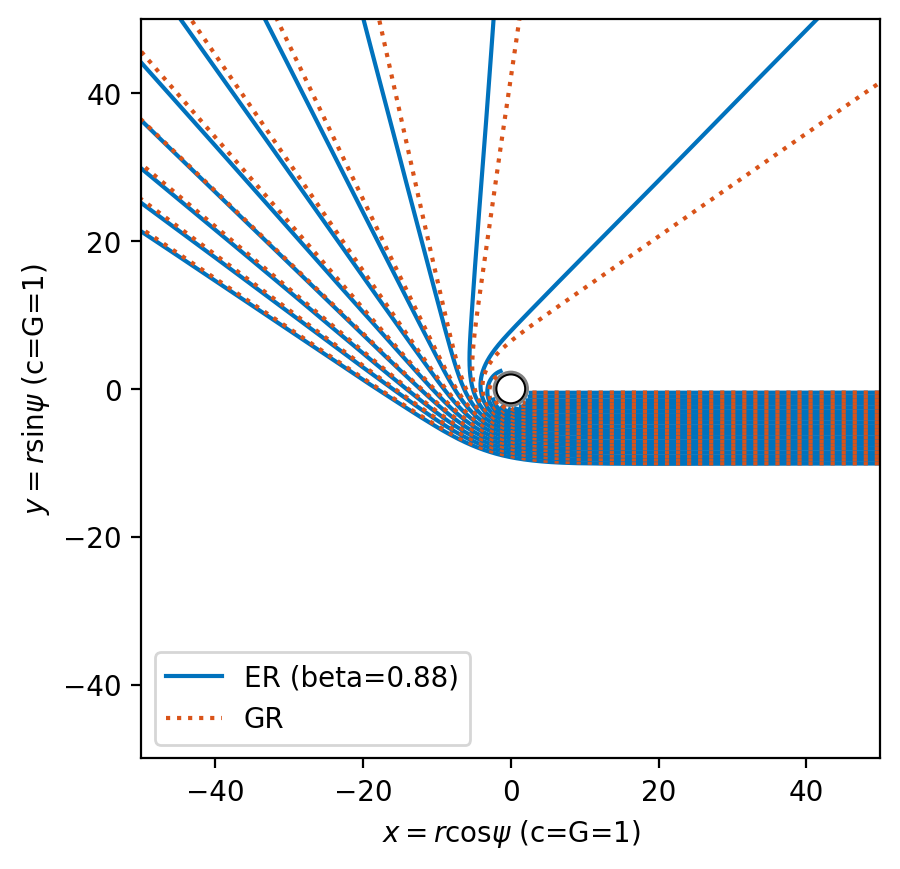 40
20
0
−20
−40
y = rsinψ (c=G=1)
ER (beta=0.88)
GR
−40 −20 0 20 40
x = rcosψ (c=G=1)